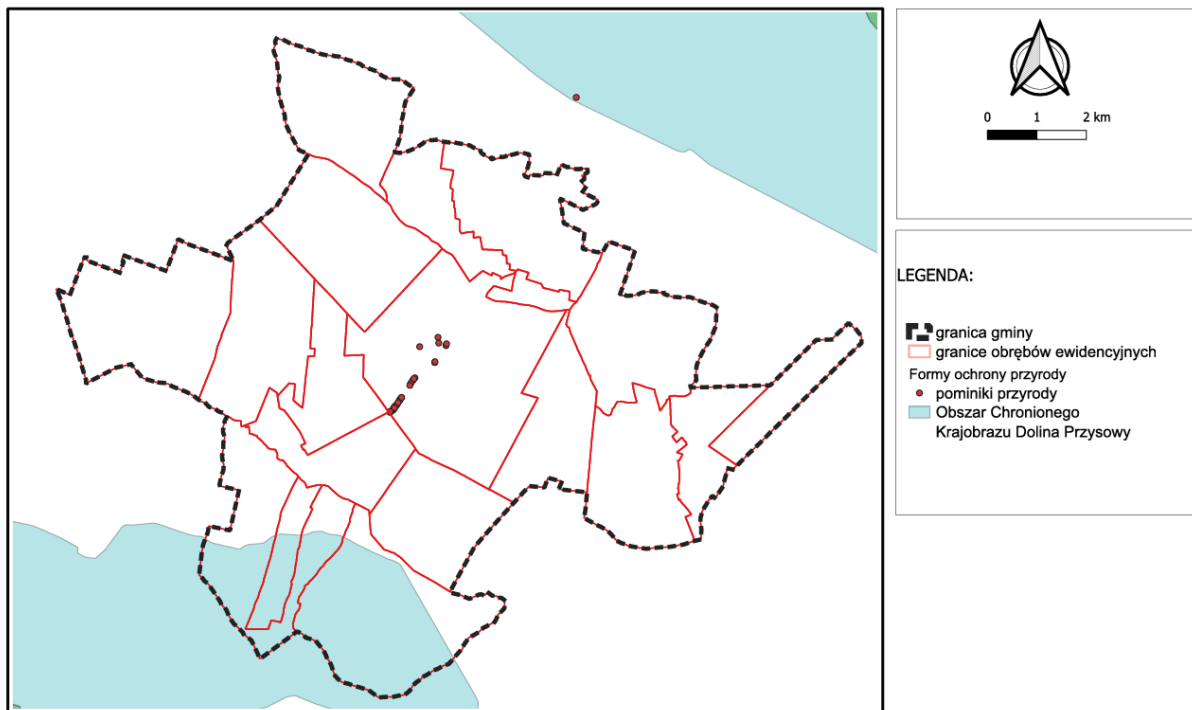 0 1 2 km
LEGENDA:
granica gminy
granice obrębów ewidencyjnych
Formy ochrony przyrody
pominiki przyrody
Obszar Chronionego
Krajobrazu Dolina Przysowy